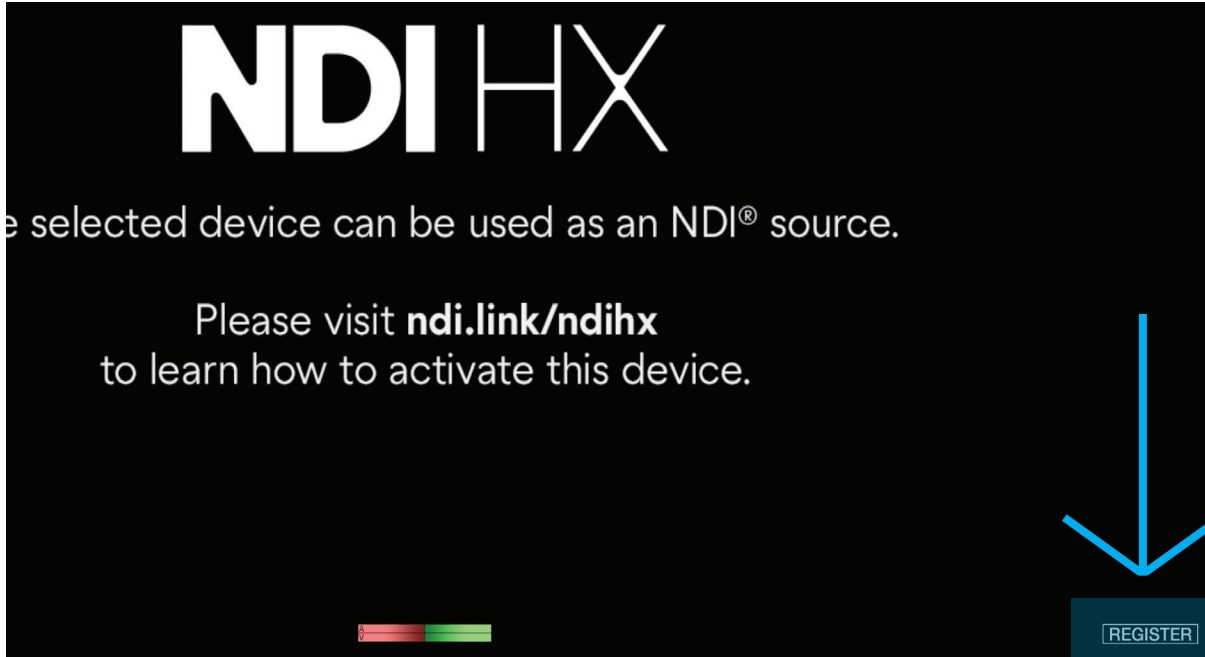 NDI HX
e selected device can be used as an NDI® source.
Please visit ndi.link/ndihx
to learn how to activate this device.
REGISTER